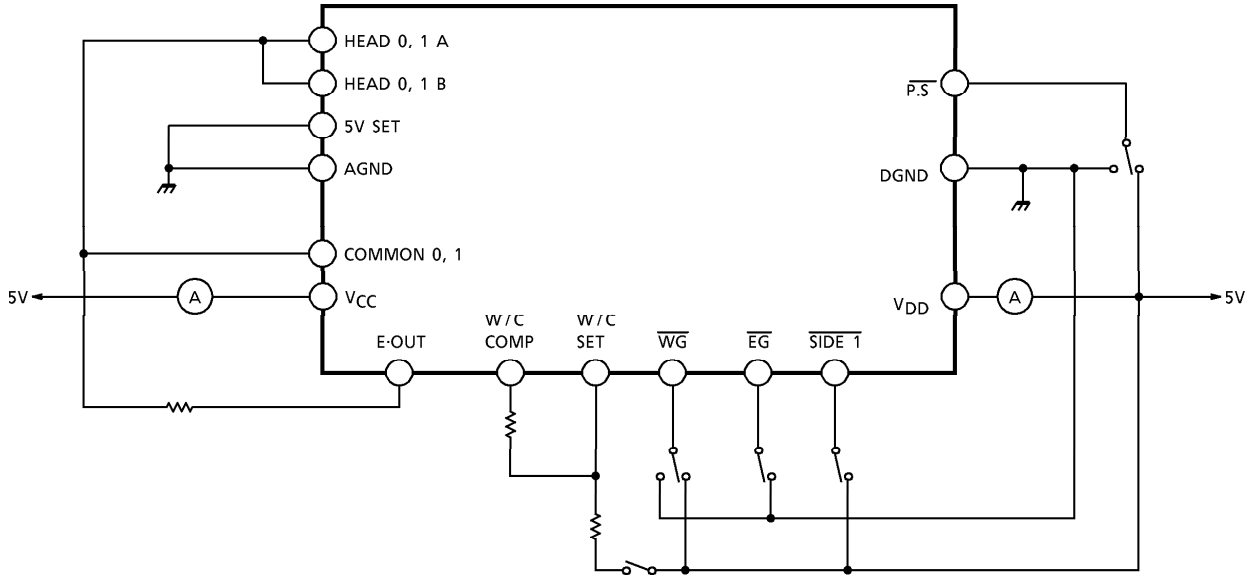 HEAD 0, 1 A
HEAD 0, 1 B
5V SET
AGND
COMMON 0, 1
5V
A
VCC
P.S
DGND
VDD
A
5V
E·OUT
W/C
COMP
W/C
SET
WG
EG
SIDE 1